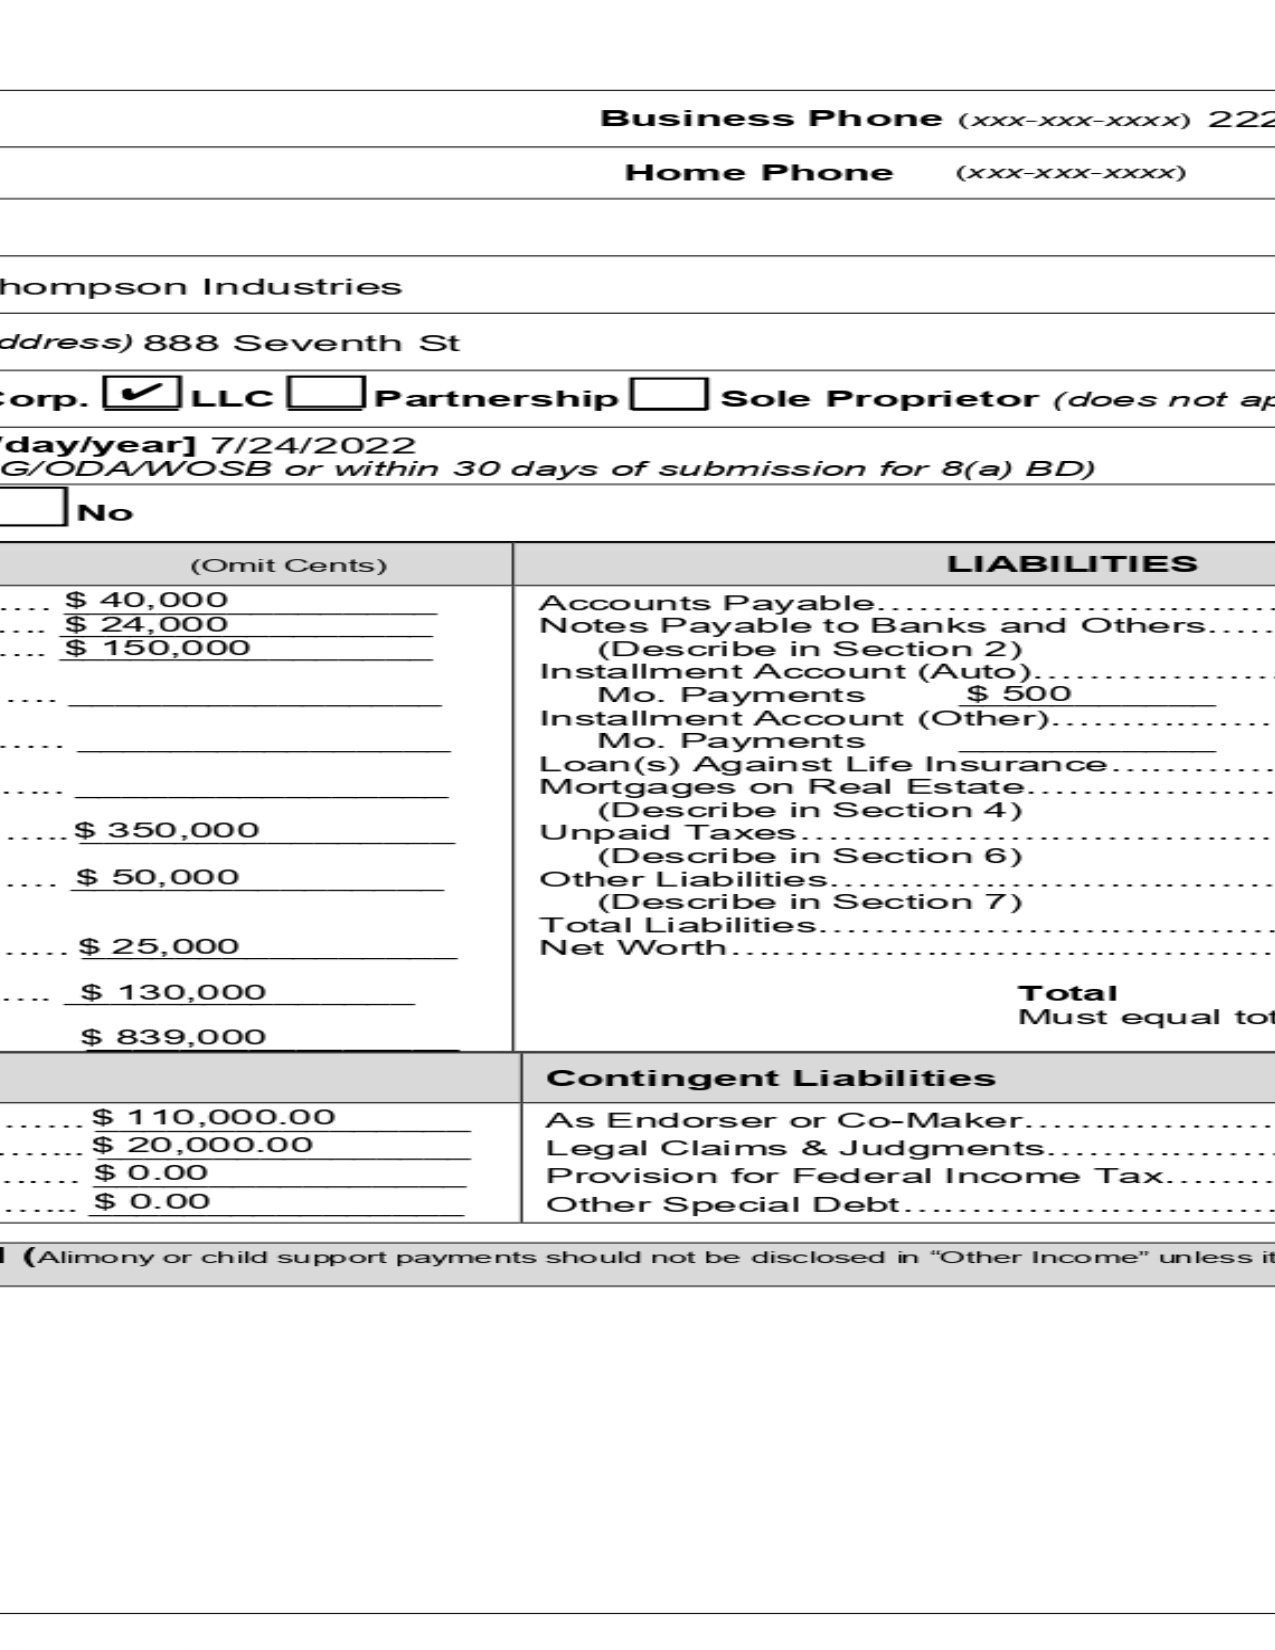 Business Phone (xxx-xxx-xxxx) 222
Home Phone (xxx-xxx-xxxx)
hompson Industries
ddress) 888 Seventh St
Corp. ✔ LLC Partnership Sole Proprietor (does not ap
/day/year] 7/24/2022
G/ODA/WOSB or within 30 days of submission for 8(a) BD)
No
(Omit Cents) LIABILITIES
.... $ 40,000 Accounts Payable............................
.... $ 24,000 Notes Payable to Banks and Others.....
.... $ 150,000 (Describe in Section 2)
Installment Account (Auto).....................
.... Mo. Payments $ 500
Installment Account (Other)...................
..... Mo. Payments
Loan(s) Against Life Insurance..............
..... Mortgages on Real Estate.....................
(Describe in Section 4)
..... $ 350,000 Unpaid Taxes........................................
(Describe in Section 6)
.... $ 50,000 Other Liabilities......................................
(Describe in Section 7)
Total Liabilities.......................................
..... $ 25,000 Net Worth..............................................
.... $ 130,000 Total
Must equal tot
$ 839,000
Contingent Liabilities
...... $ 110,000.00 As Endorser or Co-Maker.....................
....... $ 20,000.00 Legal Claims & Judgments...................
...... $ 0.00 Provision for Federal Income Tax.........
...... $ 0.00 Other Special Debt...............................
(Alimony or child support payments should not be disclosed in “Other Income” unless it